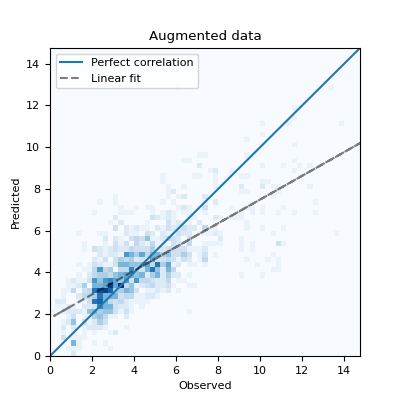 Augmented data
Perfect correlation
Linear fit
14
12
10
8
6
4
2
0
Predicted
0 2 4 6 8 10 12 14
Observed